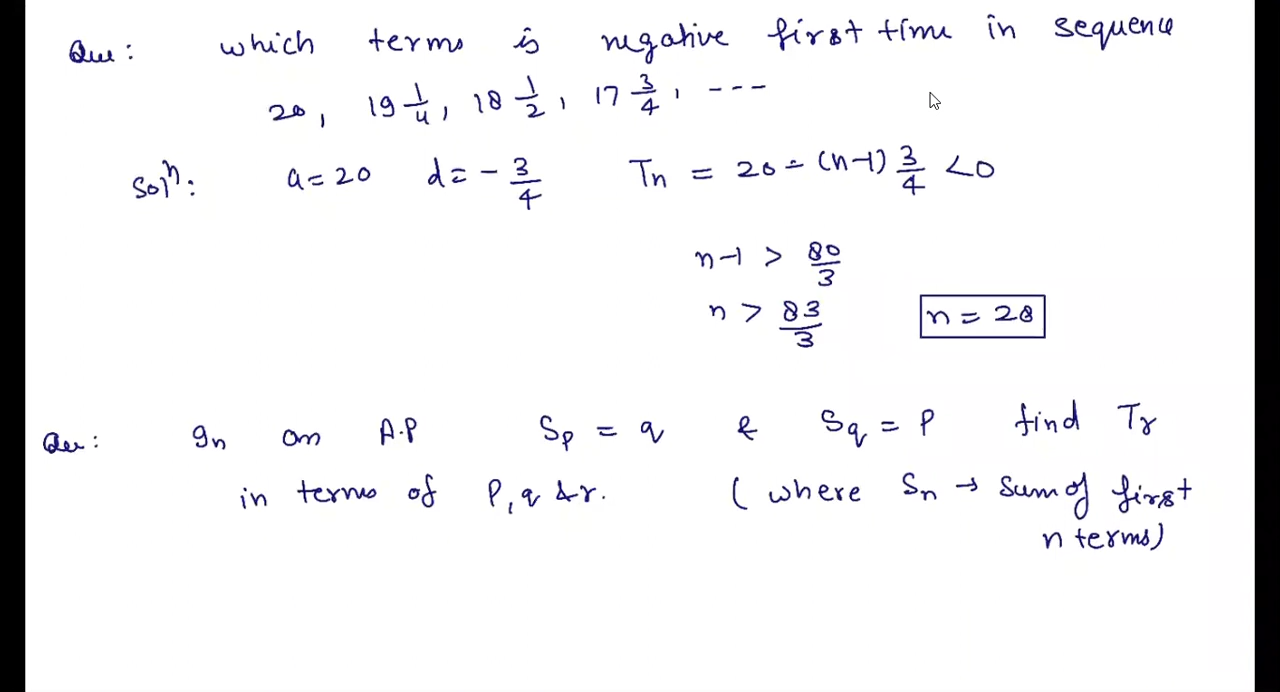 Que: which terms is negative first time in sequence
20, 19 1/4, 18 1/2, 17 3/4, ---
Solⁿ: a = 20 d = - 3/4 Tn = 20 - (n-1) 3/4 < 0
n-1 > 80/3
n > 83/3 n = 28
Que: In an A.P Sp = q & Sq = P find Tr
in terms of P, q & r. ( where Sn → Sum of first
n terms)